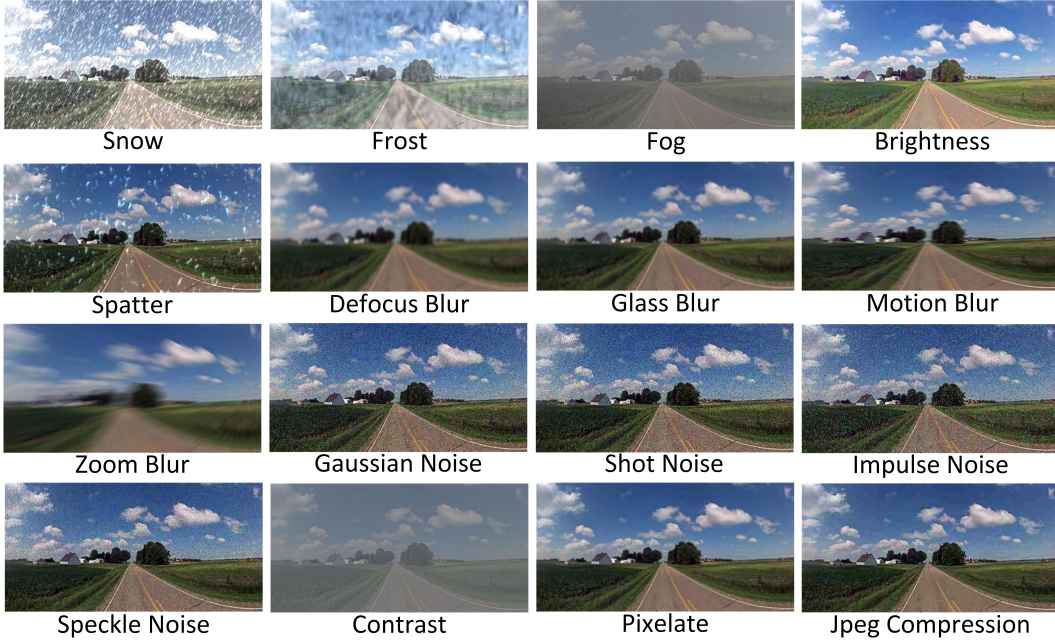 Snow
Frost
Fog
Brightness
Spatter
Defocus Blur
Glass Blur
Motion Blur
Zoom Blur
Gaussian Noise
Shot Noise
Impulse Noise
Speckle Noise
Contrast
Pixelate
Jpeg Compression